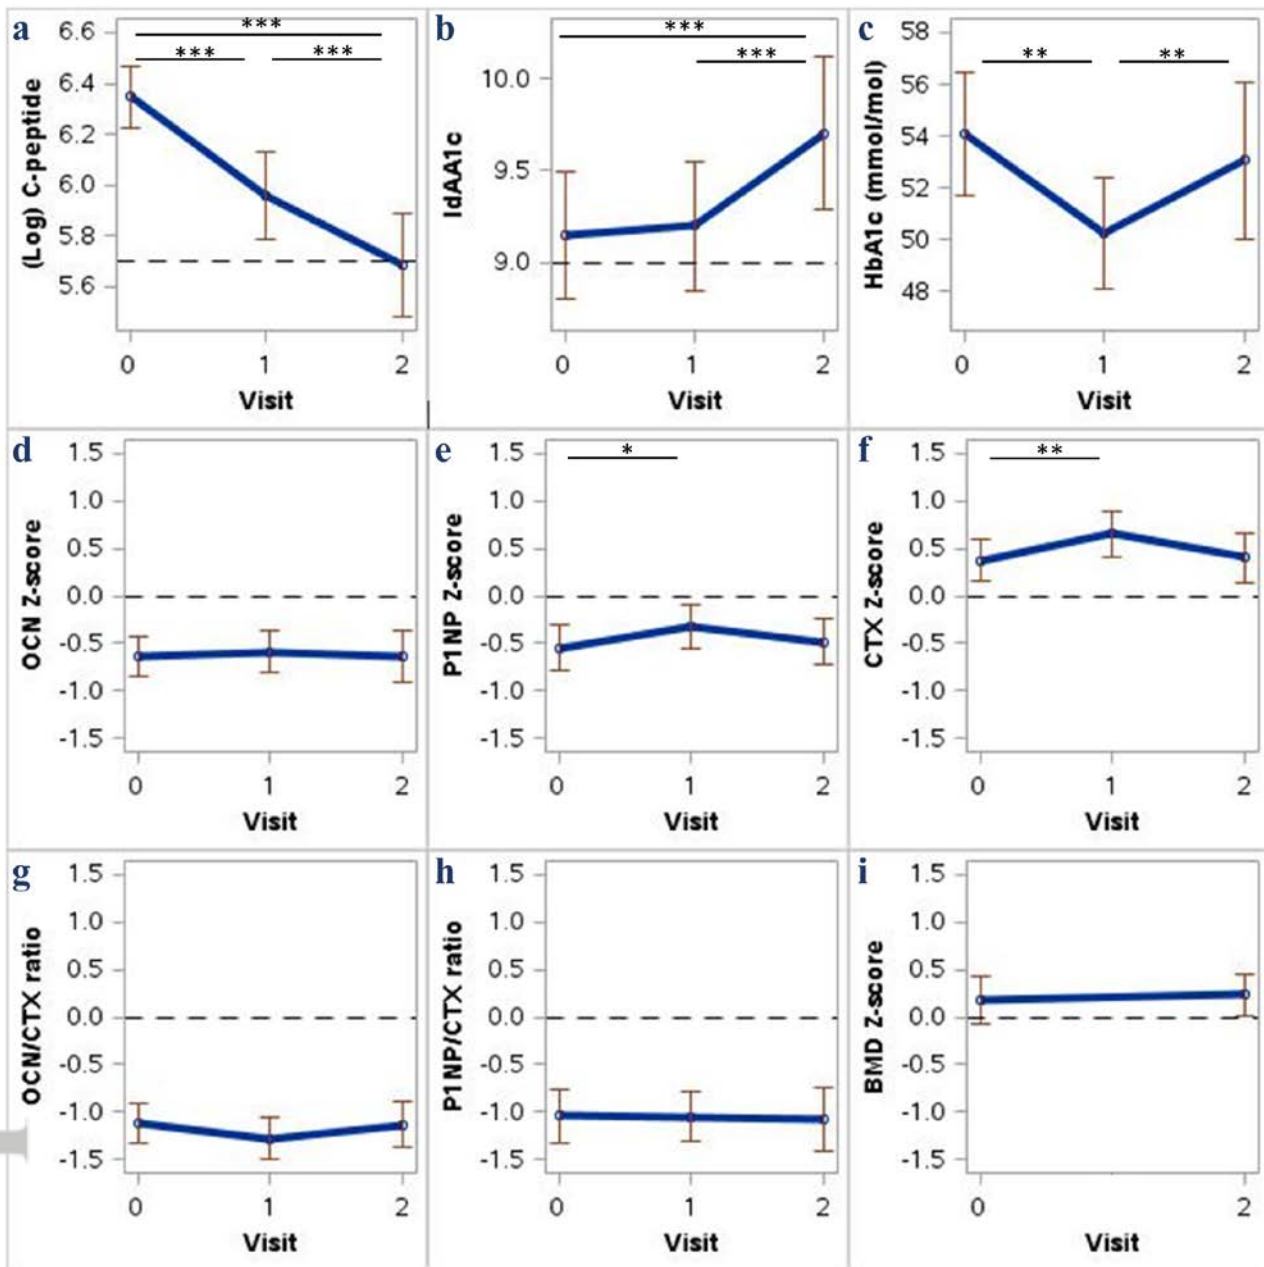 a
***
***
***
(Log) C-peptide
6.6
6.4
6.2
6.0
5.8
5.6
0 1 2
Visit
b
***
***
IdAA1c
10.0
9.5
9.0
0 1 2
Visit
c
**
**
HbA1c (mmol/mol)
58
56
54
52
50
48
0 1 2
Visit
d
OCN Z-score
1.5
1.0
0.5
0.0
-0.5
-1.0
-1.5
0 1 2
Visit
e
*
P1NP Z-score
1.5
1.0
0.5
0.0
-0.5
-1.0
-1.5
0 1 2
Visit
f
**
CTX Z-score
1.5
1.0
0.5
0.0
-0.5
-1.0
-1.5
0 1 2
Visit
g
OCN/CTX ratio
1.5
1.0
0.5
0.0
-0.5
-1.0
-1.5
0 1 2
Visit
h
P1NP/CTX ratio
1.5
1.0
0.5
0.0
-0.5
-1.0
-1.5
0 1 2
Visit
i
BMD Z-score
1.5
1.0
0.5
0.0
-0.5
-1.0
-1.5
0 2
Visit